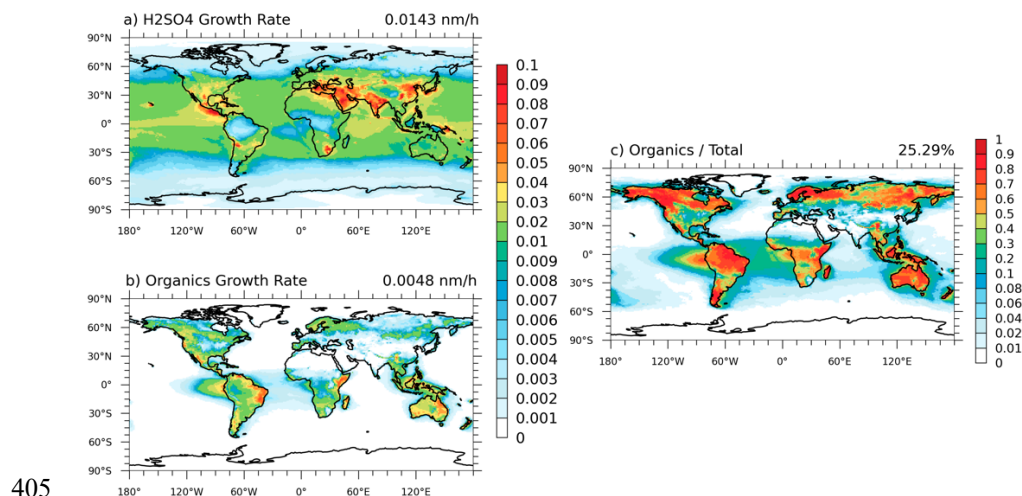 a) H2SO4 Growth Rate 0.0143 nm/h
90°N
60°N
30°N
0°
30°S
60°S
90°S
180° 120°W 60°W 0° 60°E 120°E
b) Organics Growth Rate 0.0048 nm/h
90°N
60°N
30°N
0°
30°S
60°S
90°S
180° 120°W 60°W 0° 60°E 120°E
0.1
0.09
0.08
0.07
0.06
0.05
0.04
0.03
0.02
0.01
0.009
0.008
0.007
0.006
0.005
0.004
0.003
0.002
0.001
0
c) Organics / Total 25.29%
90°N
60°N
30°N
0°
30°S
60°S
90°S
180° 120°W 60°W 0° 60°E 120°E
1
0.9
0.8
0.7
0.6
0.5
0.4
0.3
0.2
0.1
0.08
0.06
0.04
0.02
0.01
0
405